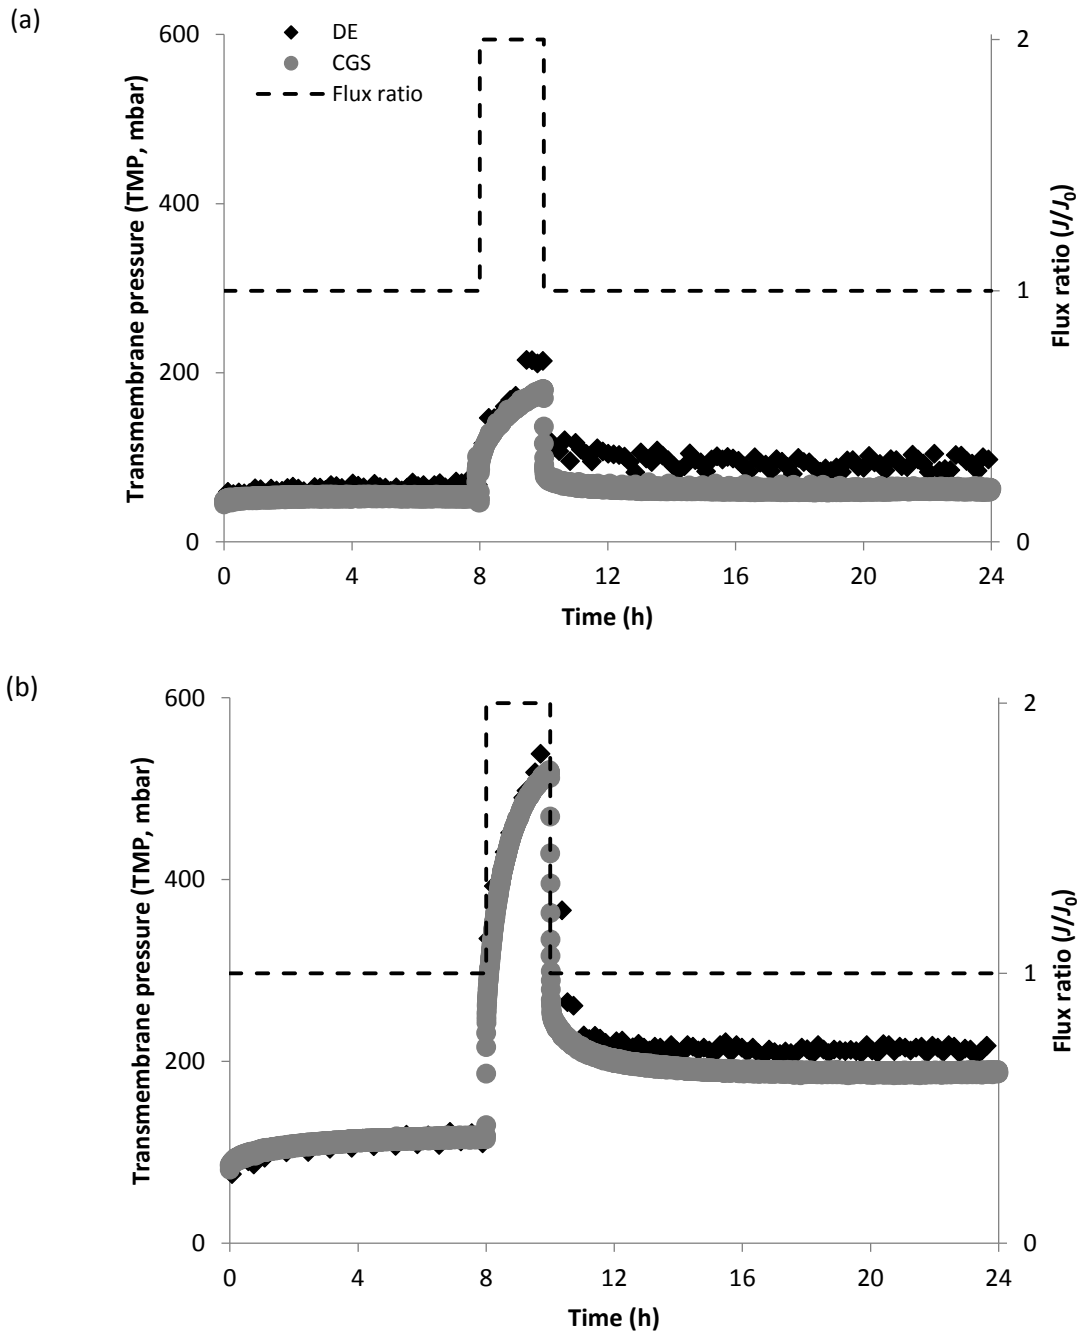 (a)
600
400
200
0
Transmembrane pressure (TMP, mbar)
DE
CGS
Flux ratio
2
1
0
Flux ratio (J/J0)
0 4 8 12 16 20 24
Time (h)
(b)
600
400
200
0
Transmembrane pressure (TMP, mbar)
2
1
0
Flux ratio (J/J0)
0 4 8 12 16 20 24
Time (h)